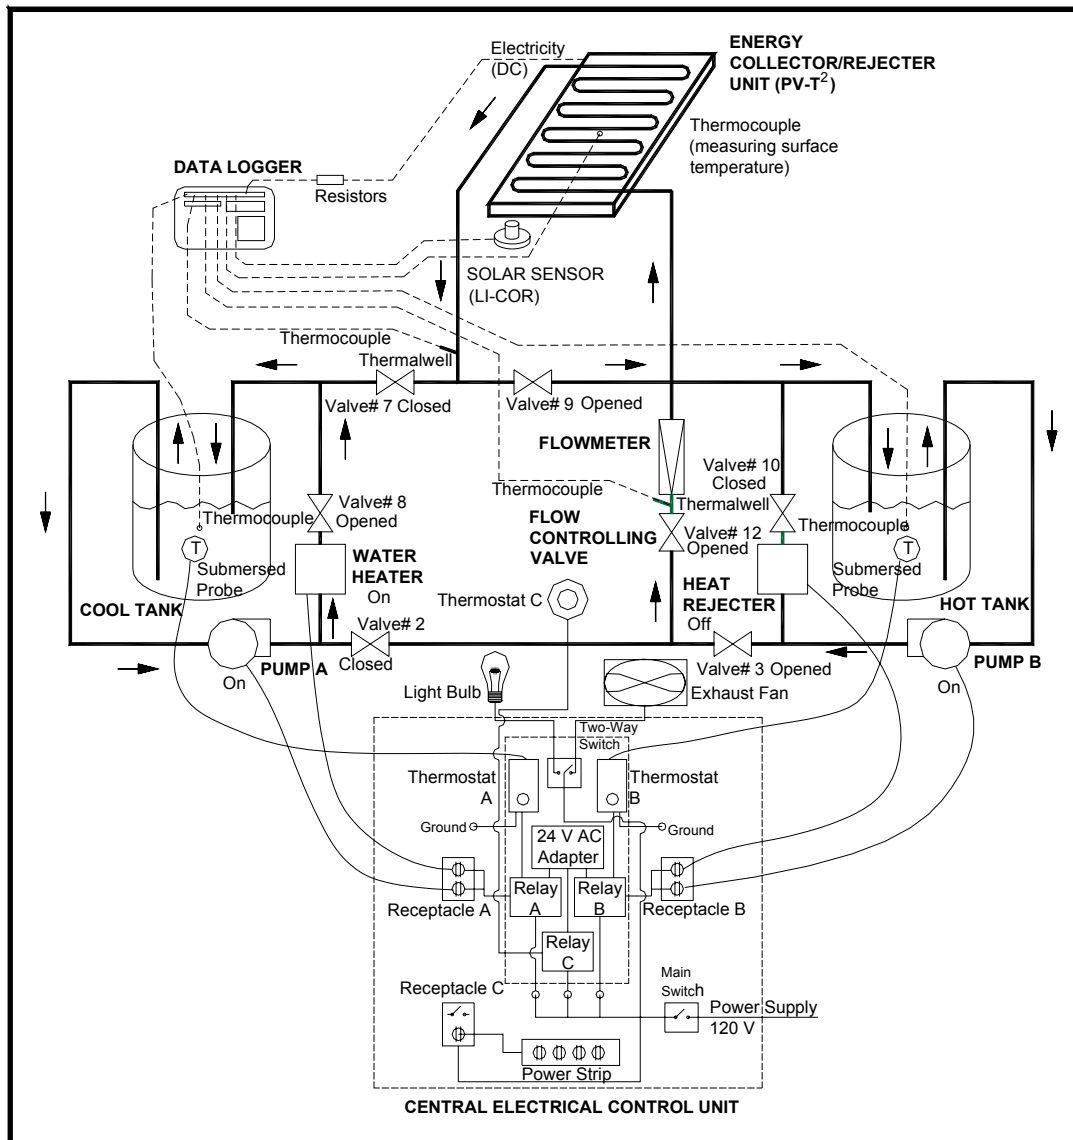 Electricity
(DC)
ENERGY
COLLECTOR/REJECTER
UNIT (PV-T²)
Thermocouple
(measuring surface
temperature)
DATA LOGGER
Resistors
SOLAR SENSOR
(LI-COR)
Thermocouple
Thermalwell
Valve# 7 Closed
Valve# 9 Opened
FLOWMETER
Valve# 10
Closed
Thermocouple
Thermalwell
Valve# 8
Opened
Thermocouple
FLOW
CONTROLLING
VALVE
Valve# 12
Opened
Thermocouple
T
Submersed
Probe
WATER
HEATER
On
COOL TANK
Thermostat C
HEAT
REJECTER
Off
T
Submersed
Probe
HOT TANK
Valve# 2
Closed
PUMP A
On
Valve# 3 Opened
PUMP B
On
Light Bulb
Exhaust Fan
Two-Way
Switch
Thermostat
A
Thermostat
B
Ground
Ground
24 V AC
Adapter
Relay
A
Relay
B
Receptacle A
Receptacle B
Relay
C
Receptacle C
Main
Switch
Power Supply
120 V
Power Strip
CENTRAL ELECTRICAL CONTROL UNIT